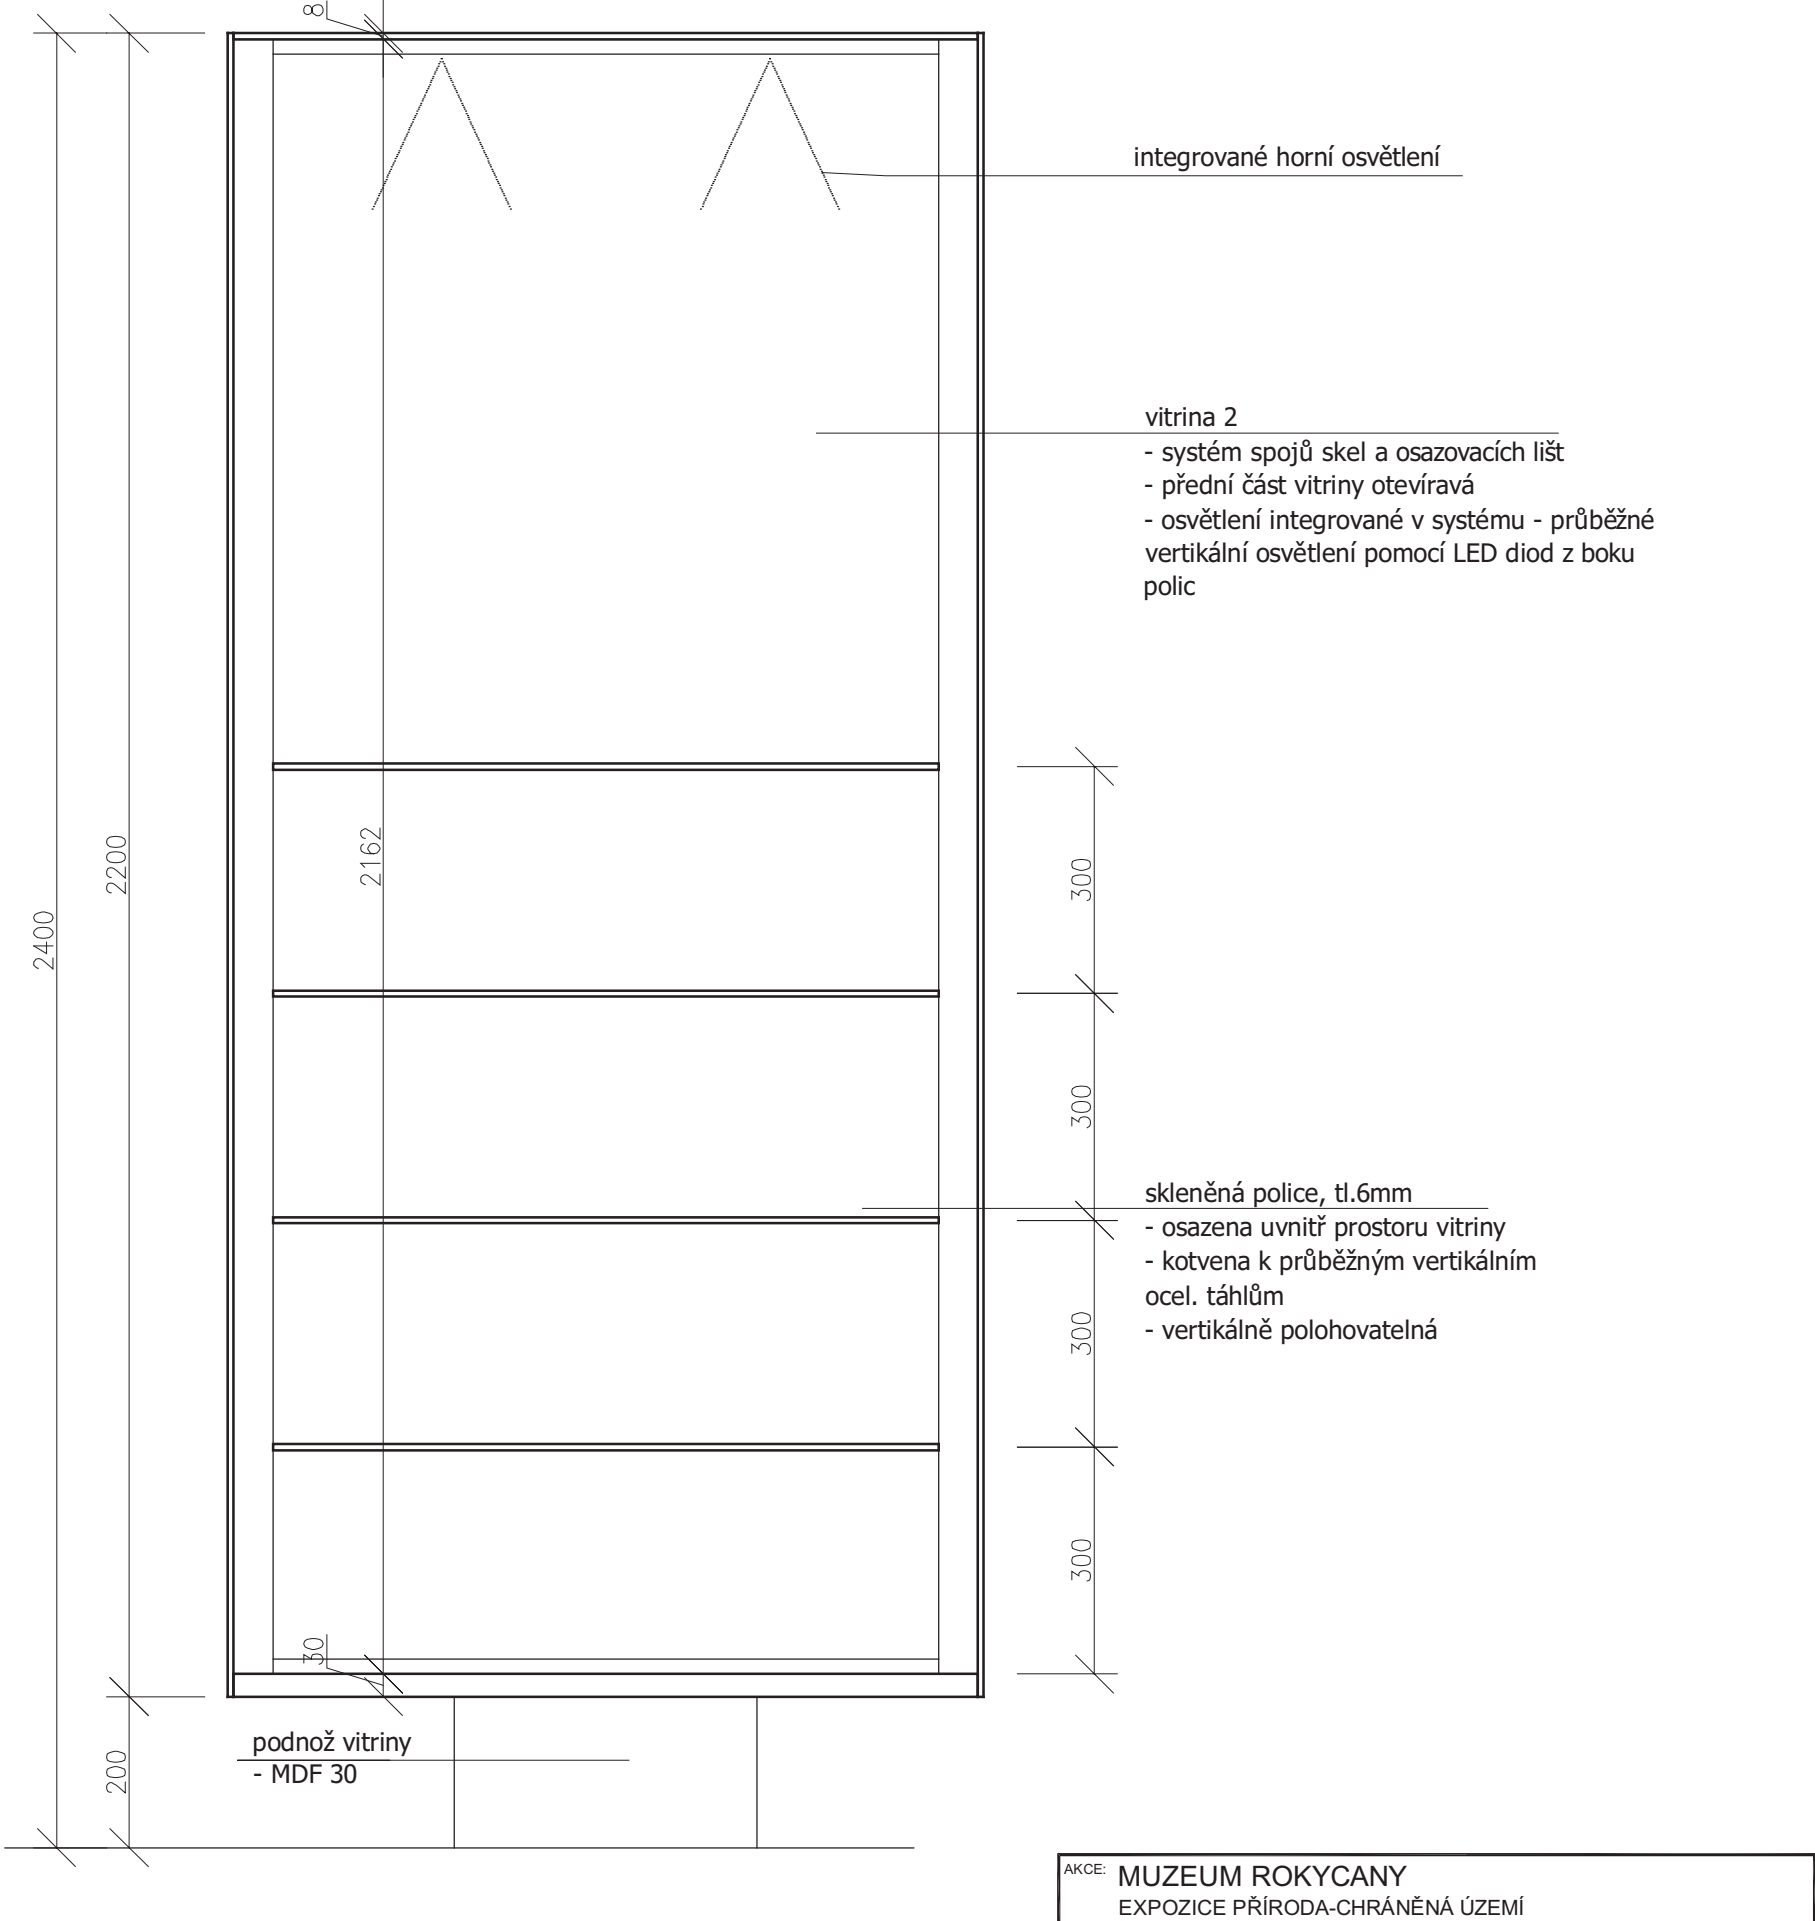 8
integrované horní osvětlení
vitrina 2
- systém spojů skel a osazovacích lišt
- přední část vitriny otevíravá
- osvětlení integrované v systému - průběžné
vertikální osvětlení pomocí LED diod z boku
polic
2162
2200
2400
300
300
skleněná police, tl.6mm
- osazena uvnitř prostoru vitriny
- kotvena k průběžným vertikálním
ocel. táhlům
- vertikálně polohovatelná
300
300
30
podnož vitriny
- MDF 30
200
AKCE: MUZEUM ROKYCANY
EXPOZICE PŘÍRODA-CHRÁNĚNÁ ÚZEMÍ